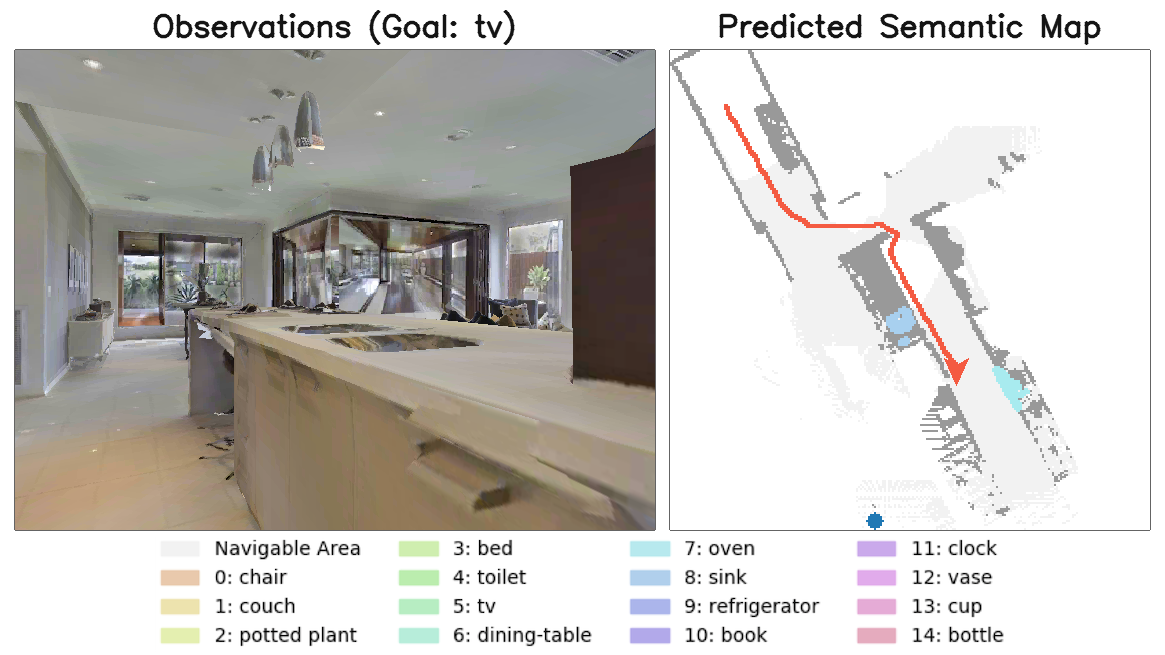 Observations (Goal: tv)
Predicted Semantic Map
Navigable Area
0: chair
1: couch
2: potted plant
3: bed
4: toilet
5: tv
6: dining-table
7: oven
8: sink
9: refrigerator
10: book
11: clock
12: vase
13: cup
14: bottle